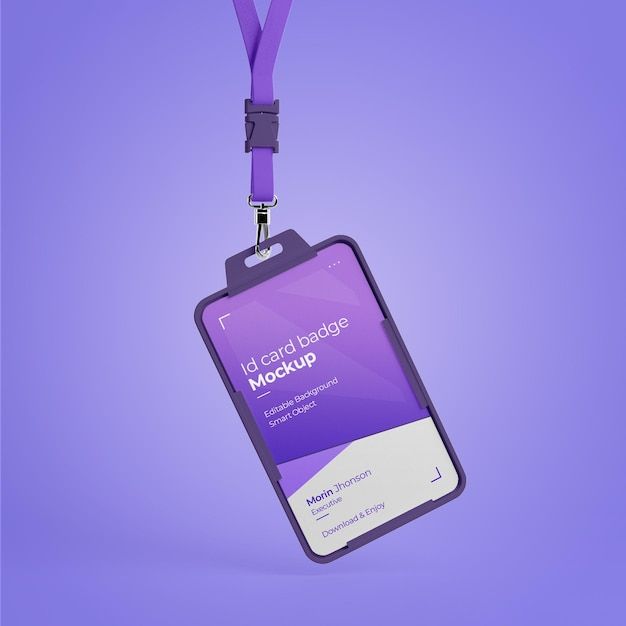 Id card badge
Mockup
Editable Background
Smart Object
Morin Jhonson
Executive
Download & Enjoy